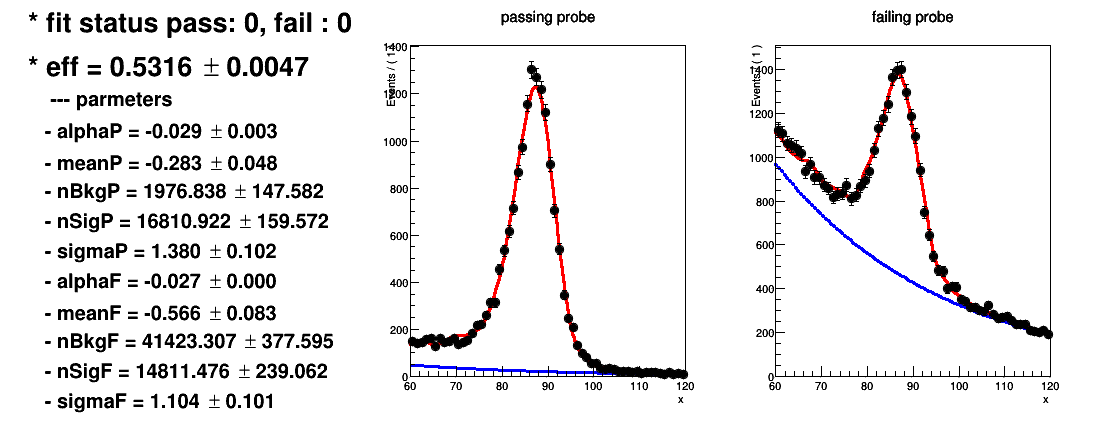 * fit status pass: 0, fail : 0
* eff = 0.5316 ± 0.0047
--- parmeters
- alphaP = -0.029 ± 0.003
- meanP = -0.283 ± 0.048
- nBkgP = 1976.838 ± 147.582
- nSigP = 16810.922 ± 159.572
- sigmaP = 1.380 ± 0.102
- alphaF = -0.027 ± 0.000
- meanF = -0.566 ± 0.083
- nBkgF = 41423.307 ± 377.595
- nSigF = 14811.476 ± 239.062
- sigmaF = 1.104 ± 0.101
passing probe
Events / ( 1 )
1400
1200
1000
800
600
400
200
0
60 70 80 90 100 110 120
x
failing probe
Events / ( 1 )
1400
1200
1000
800
600
400
200
0
60 70 80 90 100 110 120
x